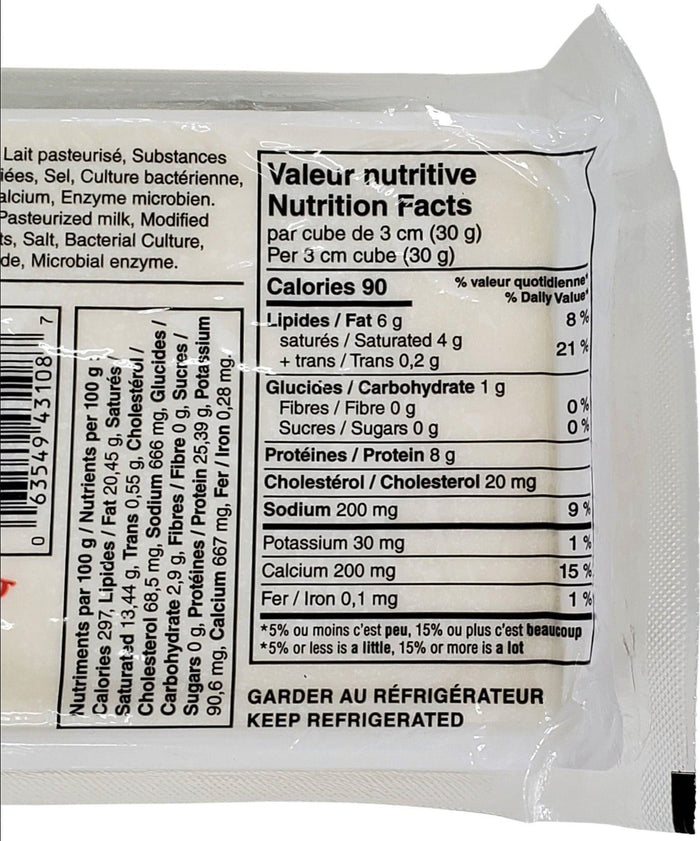 Lait pasteurisé, Substances
iées, Sel, Culture bactérienne,
alcium, Enzyme microbien.
Pasteurized milk, Modified
ts, Salt, Bacterial Culture,
de, Microbial enzyme.
Valeur nutritive
Nutrition Facts
par cube de 3 cm (30 g)
Per 3 cm cube (30 g)
Calories 90
% valeur quotidienne*
% Daily Value*
Lipides / Fat 6 g 8 %
saturés / Saturated 4 g
+ trans / Trans 0,2 g 21 %
Glucides / Carbohydrate 1 g
Fibres / Fibre 0 g 0 %
Sucres / Sugars 0 g 0 %
Protéines / Protein 8 g
Cholestérol / Cholesterol 20 mg
Sodium 200 mg 9 %
Potassium 30 mg 1 %
Calcium 200 mg 15 %
Fer / Iron 0,1 mg 1 %
*5% ou moins c'est peu, 15% ou plus c'est beaucoup
*5% or less is a little, 15% or more is a lot
GARDER AU RÉFRIGÉRATEUR
KEEP REFRIGERATED
Nutriments par 100 g / Nutrients per 100 g :
Calories 297, Lipides / Fat 20,45 g, Saturés /
Saturated 13,44 g, Trans 0,55 g, Cholestérol /
Cholesterol 68,5 mg, Sodium 666 mg, Glucides /
Carbohydrate 2,9 g, Fibres / Fibre 0 g, Sucres /
Sugars 0 g, Protéines / Protein 25,39 g, Potassium
90,6 mg, Calcium 667 mg, Fer / Iron 0,28 mg.
0 63549 43108 7